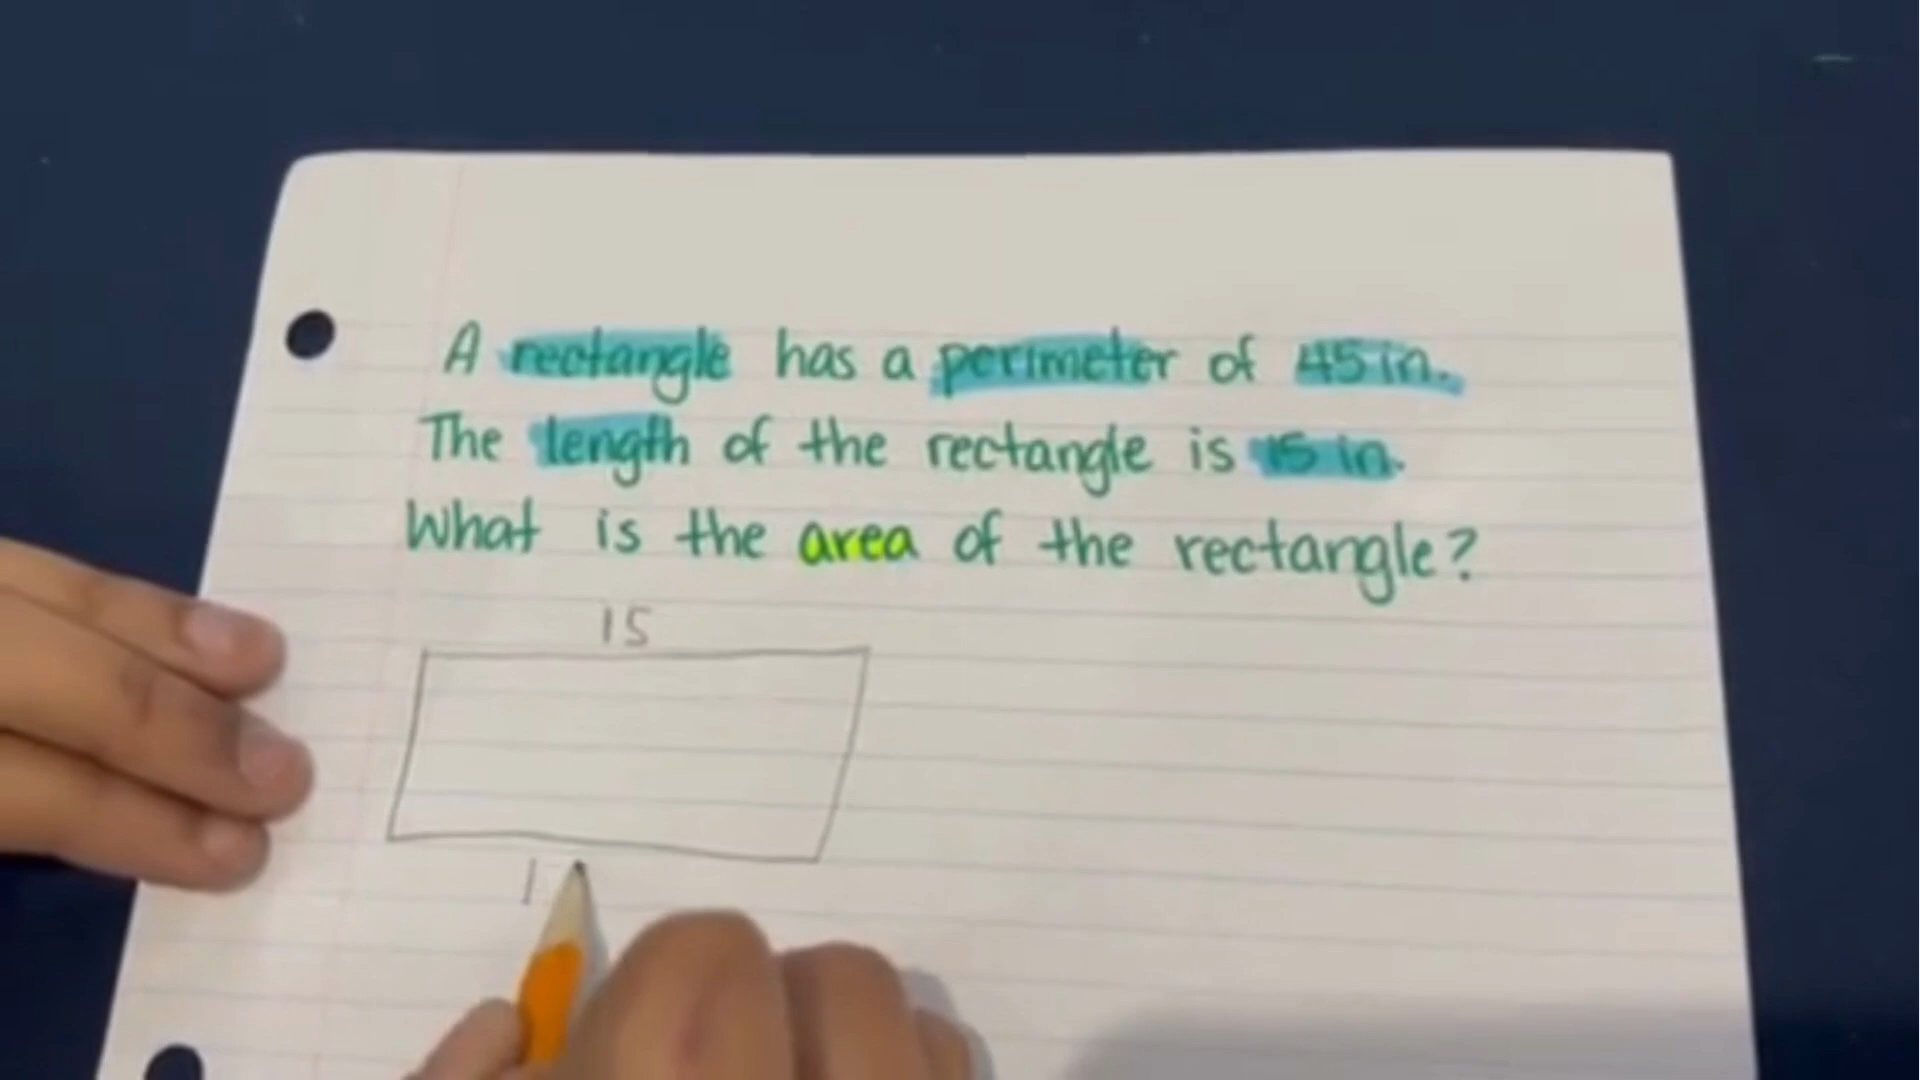 A rectangle has a perimeter of 45 in.
The length of the rectangle is 15 in.
What is the area of the rectangle?
15
1